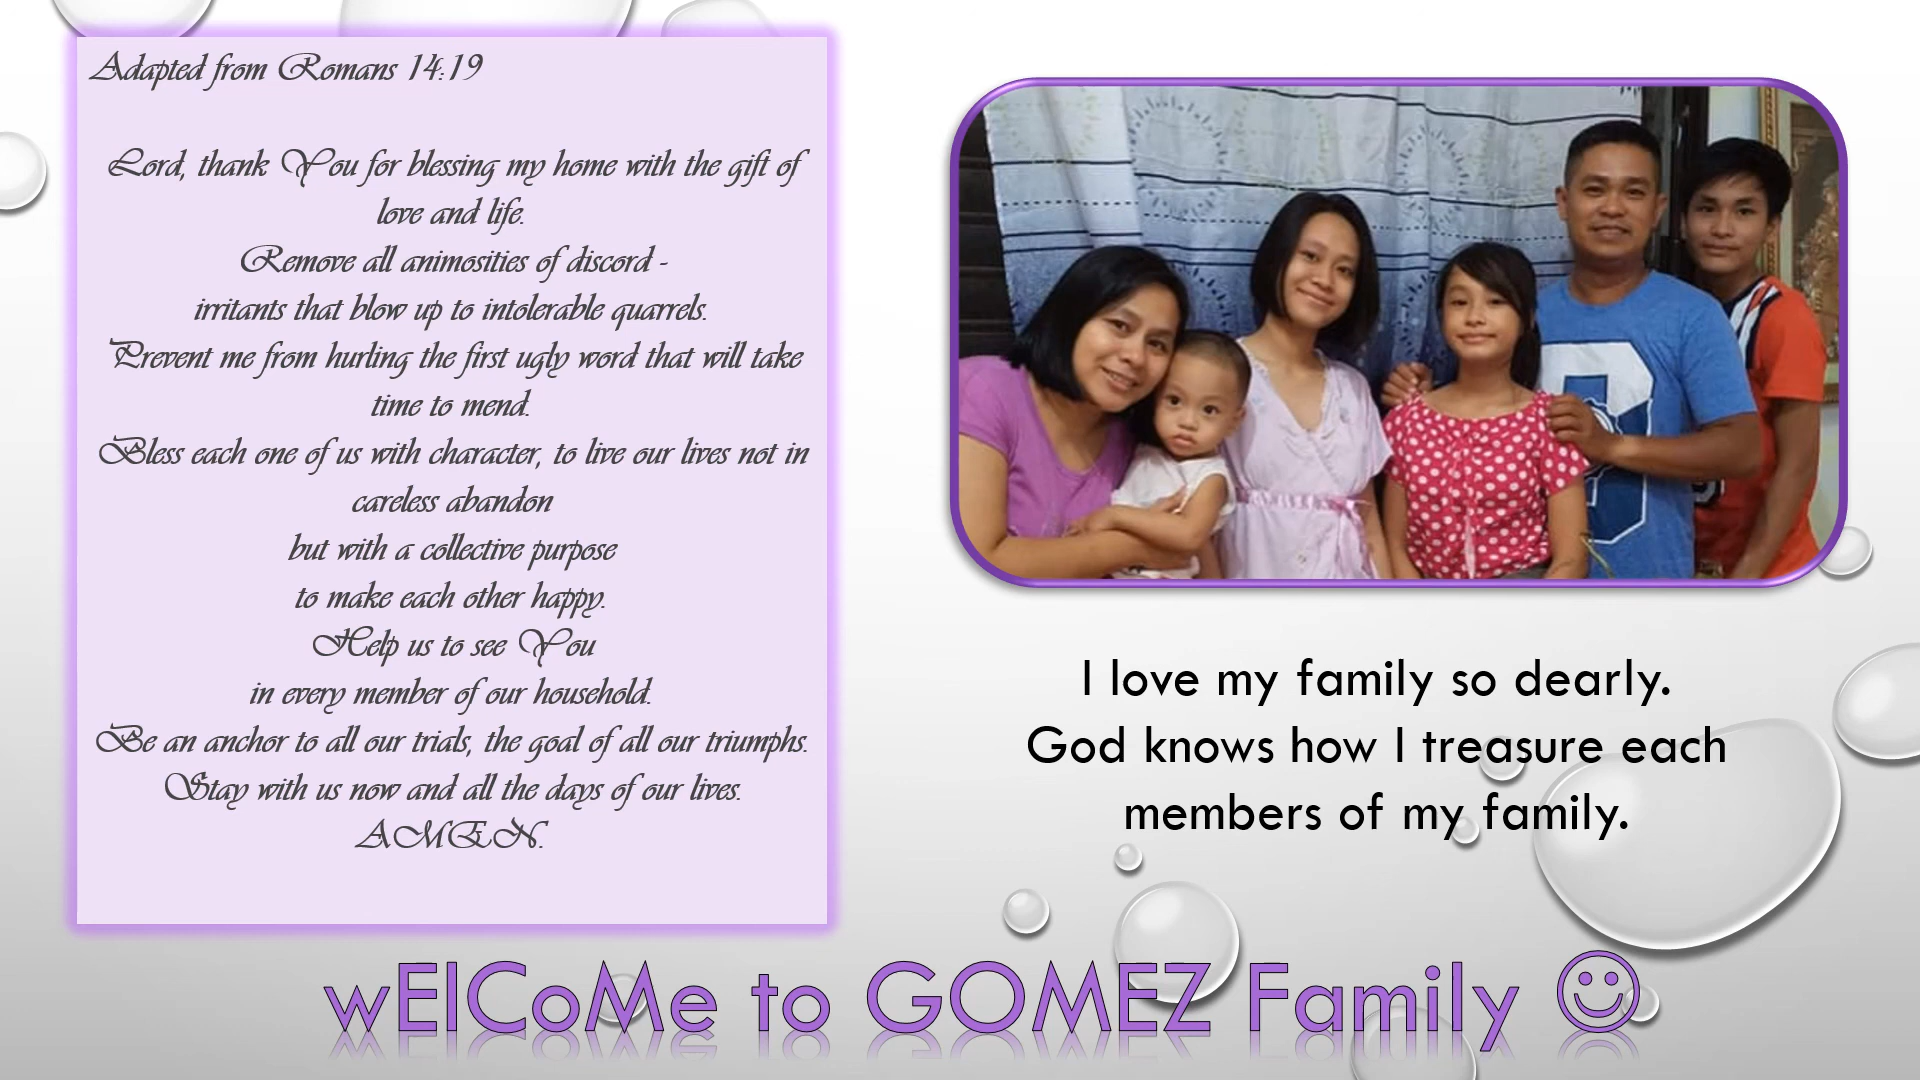 Adapted from Romans 14:19
Lord, thank You for blessing my home with the gift of
love and life.
Remove all animosities of discord -
irritants that blow up to intolerable quarrels.
Prevent me from hurling the first ugly word that will take
time to mend.
Bless each one of us with character, to live our lives not in
careless abandon
but with a collective purpose
to make each other happy.
Help us to see You
in every member of our household.
Be an anchor to all our trials, the goal of all our triumphs.
Stay with us now and all the days of our lives.
AMEN.
I love my family so dearly.
God knows how I treasure each
members of my family.
wElCoMe to GOMEZ Family ☺